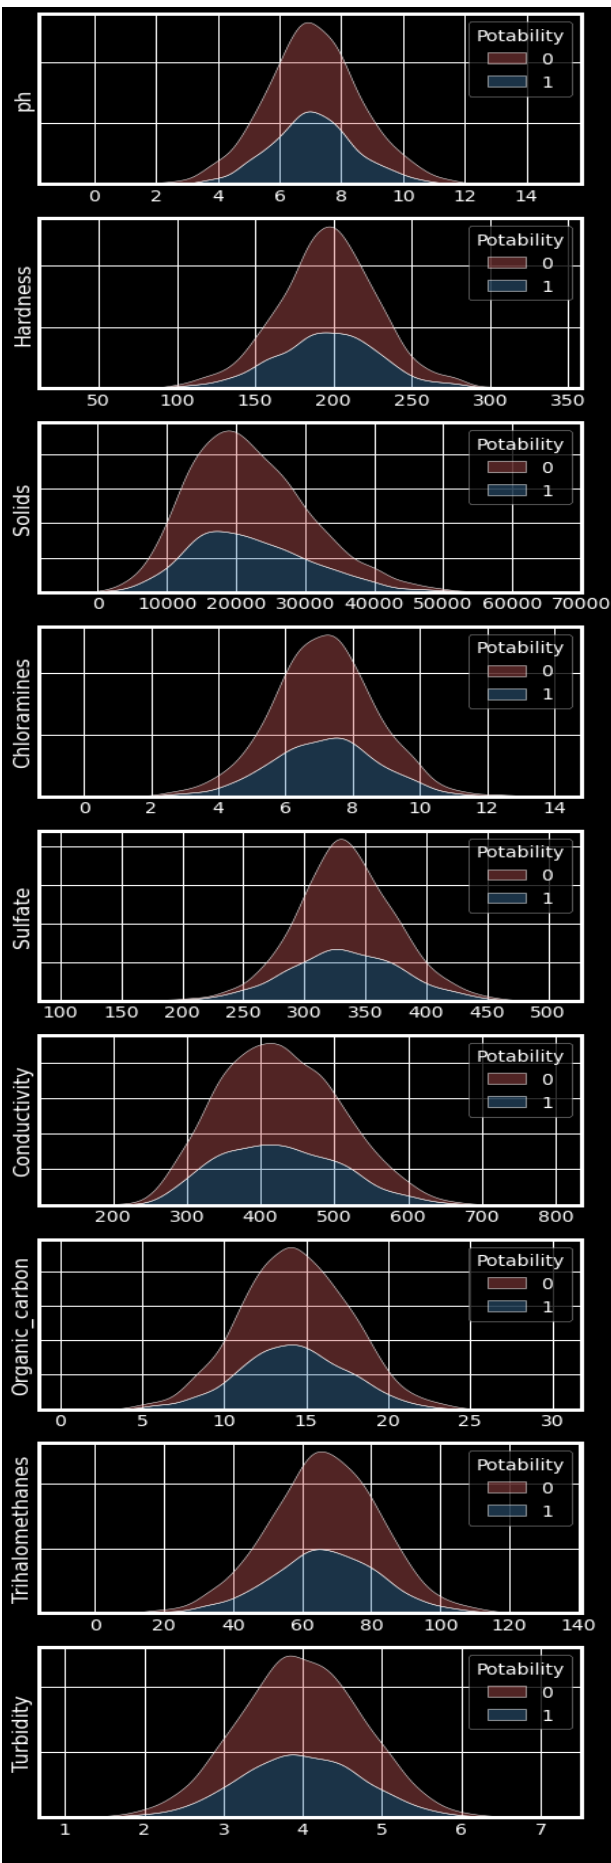 Potability
0
1
ph
0 2 4 6 8 10 12 14
Potability
0
1
Hardness
50 100 150 200 250 300 350
Potability
0
1
Solids
0 10000 20000 30000 40000 50000 60000 70000
Potability
0
1
Chloramines
0 2 4 6 8 10 12 14
Potability
0
1
Sulfate
100 150 200 250 300 350 400 450 500
Potability
0
1
Conductivity
200 300 400 500 600 700 800
Potability
0
1
Organic_carbon
0 5 10 15 20 25 30
Potability
0
1
Trihalomethanes
0 20 40 60 80 100 120 140
Potability
0
1
Turbidity
1 2 3 4 5 6 7